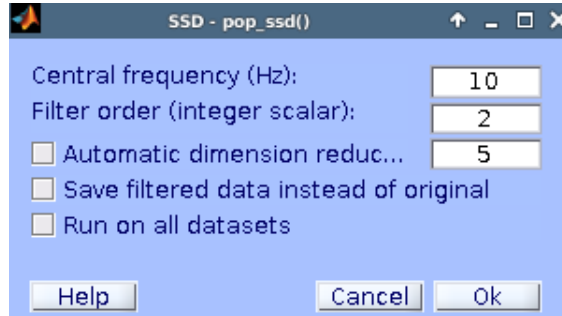 SSD - pop_ssd()
Central frequency (Hz): 10
Filter order (integer scalar): 2
Automatic dimension reduc... 5
Save filtered data instead of original
Run on all datasets
Help Cancel Ok